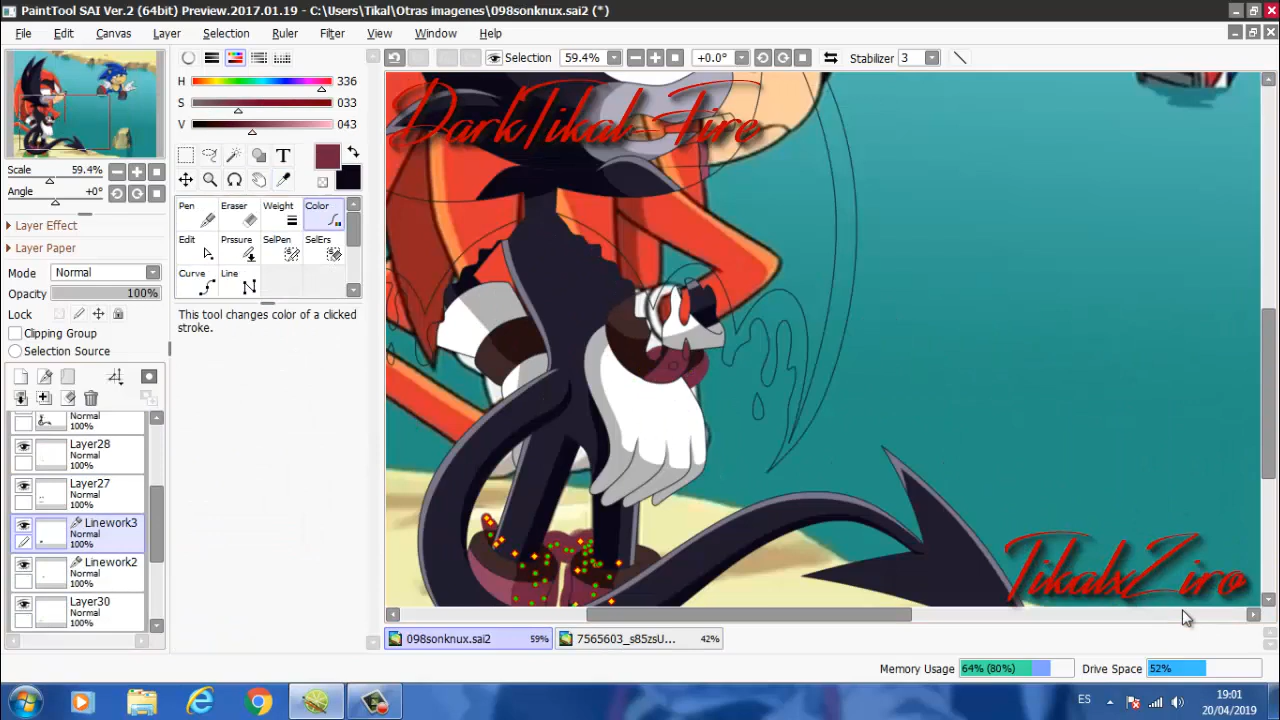 PaintTool SAI Ver.2 (64bit) Preview.2017.01.19 - C:\Users\Tikal\Otras imagenes\098sonknux.sai2 (*)
File Edit Canvas Layer Selection Ruler Filter View Window Help
Selection 59.4% +0.0° Stabilizer 3
H 336
S 033
V 043
Scale 59.4%
Angle +0°
Layer Effect
Layer Paper
Mode Normal
Opacity 100%
Lock
Clipping Group
Selection Source
T
Pen Eraser Weight Color
Edit Prssure SelPen SelErs
Curve Line
This tool changes color of a clicked
stroke.
Normal
100%
Layer28
Normal
100%
Layer27
Normal
100%
Linework3
Normal
100%
Linework2
Normal
100%
Layer30
Normal
100%
DarkTikal-Fire
TikalxZiro
098sonknux.sai2 59% 7565603_s85zsU... 42%
Memory Usage 64% (80%) Drive Space 52%
ES
19:01
20/04/2019